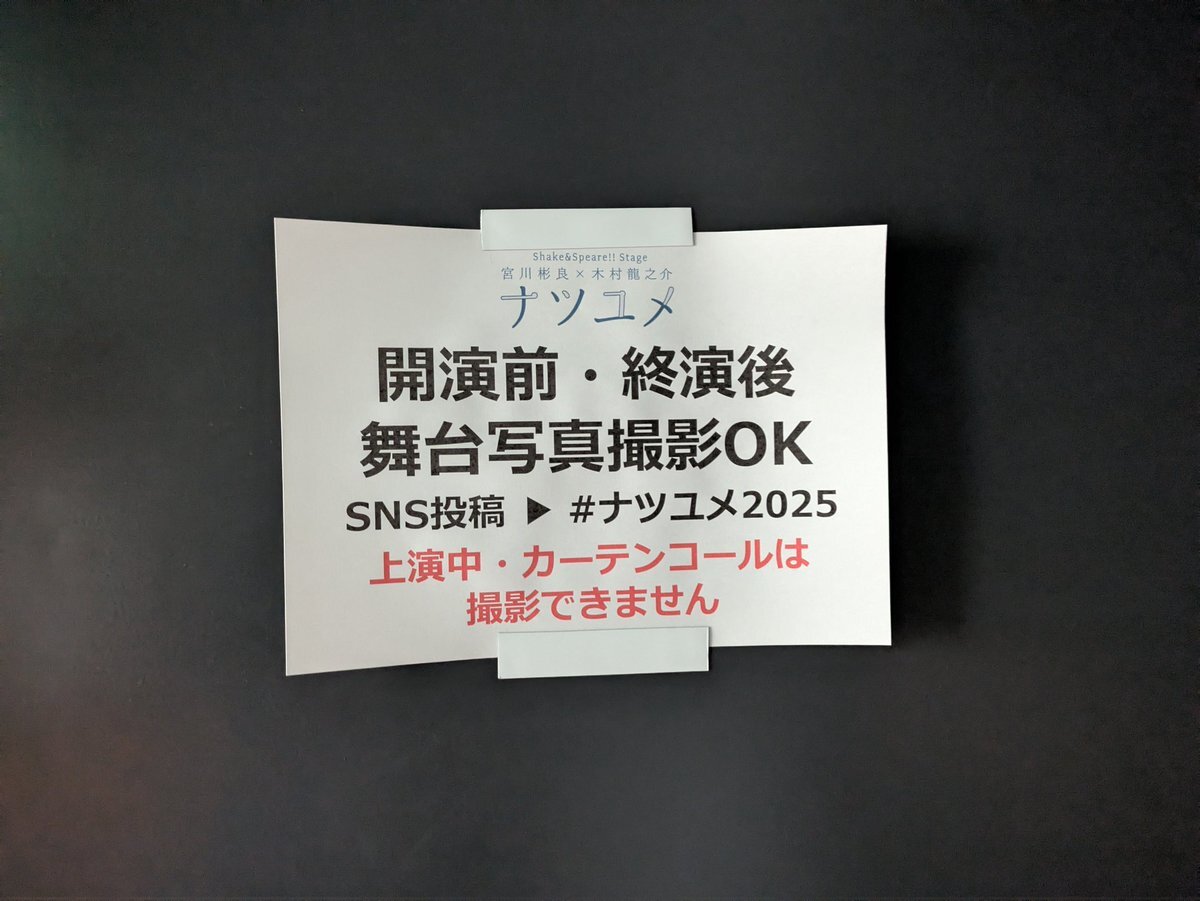 Shake&Speare!! Stage
宮川彬良×木村龍之介
ナツユメ
開演前・終演後
舞台写真撮影OK
SNS投稿 ▶ #ナツユメ2025
上演中・カーテンコールは
撮影できません